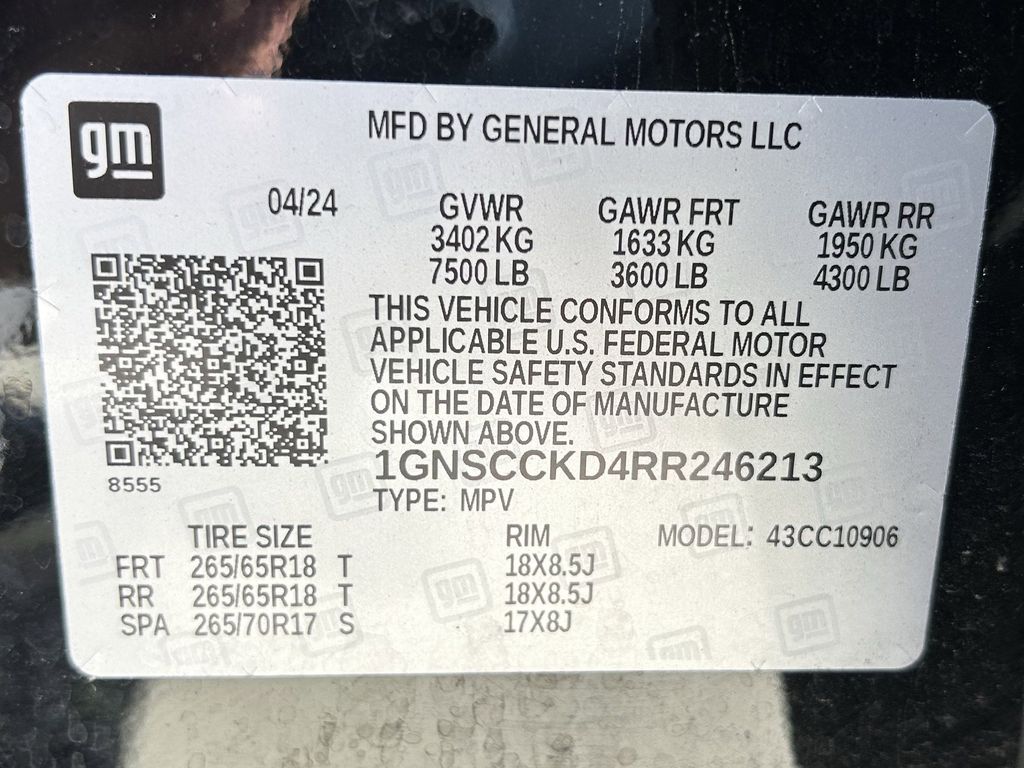 gm
MFD BY GENERAL MOTORS LLC
04/24 GVWR GAWR FRT GAWR RR
3402 KG 1633 KG 1950 KG
7500 LB 3600 LB 4300 LB
THIS VEHICLE CONFORMS TO ALL
APPLICABLE U.S. FEDERAL MOTOR
VEHICLE SAFETY STANDARDS IN EFFECT
ON THE DATE OF MANUFACTURE
SHOWN ABOVE.
1GNSCCKD4RR246213
8555
TYPE: MPV
TIRE SIZE RIM MODEL: 43CC10906
FRT 265/65R18 T 18X8.5J
RR 265/65R18 T 18X8.5J
SPA 265/70R17 S 17X8J